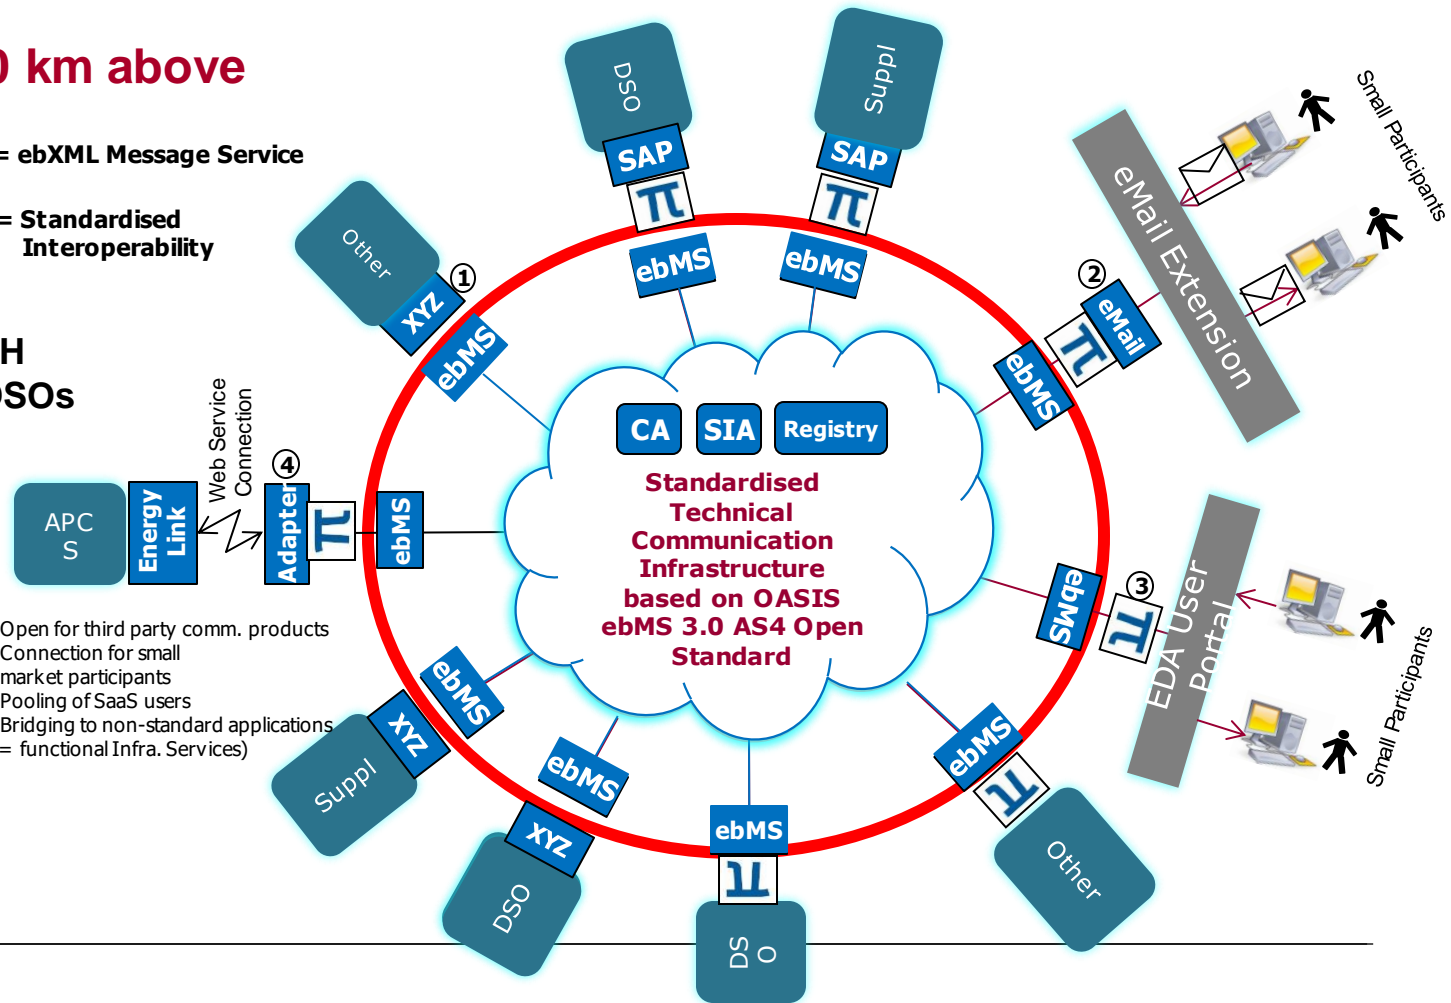 0 km above
= ebXML Message Service
= Standardised
Interoperability
H
DSOs
DSO
SAP
π
ebMS
Suppl
SAP
π
ebMS
Other
XYZ
①
ebMS
②
eMail
π
ebMS
eMail Extension
Small Participants
CA
SIA
Registry
Standardised
Technical
Communication
Infrastructure
based on OASIS
ebMS 3.0 AS4 Open
Standard
Web Service
Connection
④
APC
S
Energy
Link
Adapter
π
ebMS
③
ebMS
π
EDA User
Portal
Small Participants
Open for third party comm. products
Connection for small
market participants
Pooling of SaaS users
Bridging to non-standard applications
= functional Infra. Services)
ebMS
XYZ
Suppl
ebMS
XYZ
DSO
ebMS
π
DS
O
ebMS
π
Other